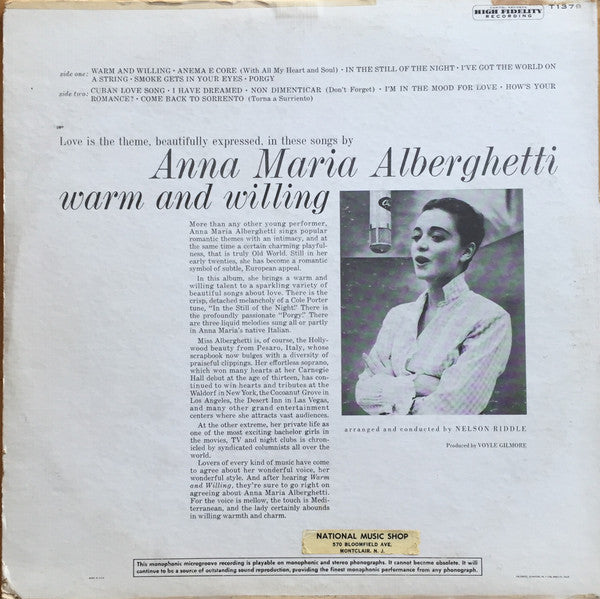 HIGH FIDELITY
RECORDING
T1379
side one: WARM AND WILLING · ANEMA E CORE (With All My Heart and Soul) · IN THE STILL OF THE NIGHT · I'VE GOT THE WORLD ON
A STRING · SMOKE GETS IN YOUR EYES · PORGY
side two: CUBAN LOVE SONG · I HAVE DREAMED · NON DIMENTICAR (Don't Forget) · I'M IN THE MOOD FOR LOVE · HOW'S YOUR
ROMANCE? · COME BACK TO SORRENTO (Torna a Surriento)
Love is the theme, beautifully expressed, in these songs by
Anna Maria Alberghetti
warm and willing
More than any other young performer,
Anna Maria Alberghetti sings popular
romantic themes with an intimacy, and at
the same time a certain charming playful-
ness, that is truly Old World. Still in her
early twenties, she has become a romantic
symbol of subtle, European appeal.
In this album, she brings a warm and
willing talent to a sparkling variety of
beautiful songs about love. There is the
crisp, detached melancholy of a Cole Porter
tune, "In the Still of the Night." There is
the profoundly passionate "Porgy." There
are three liquid melodies sung all or partly
in Anna Maria's native Italian.
Miss Alberghetti is, of course, the Holly-
wood beauty from Pesaro, Italy, whose
scrapbook now bulges with a diversity of
praiseful clippings. Her effortless soprano,
which won many hearts at her Carnegie
Hall debut at the age of thirteen, has con-
tinued to win hearts and tributes at the
Waldorf in New York, the Cocoanut Grove in
Los Angeles, the Desert Inn in Las Vegas,
and many other grand entertainment
centers where she attracts vast audiences.
At the other extreme, her private life as
one of the most exciting bachelor girls in
the movies, TV and night clubs is chron-
icled by syndicated columnists all over the
world.
Lovers of every kind of music have come
to agree about her wonderful voice, her
wonderful style. And after hearing Warm
and Willing, they're sure to go right on
agreeing about Anna Maria Alberghetti.
For the voice is mellow, the touch is Medi-
terranean, and the lady certainly abounds
in willing warmth and charm.
arranged and conducted by NELSON RIDDLE
Produced by VOYLE GILMORE
NATIONAL MUSIC SHOP
570 BLOOMFIELD AVE.
MONTCLAIR, N. J.
This monophonic microgroove recording is playable on monophonic and stereo phonographs. It cannot become obsolete. It will
continue to be a source of outstanding sound reproduction, providing the finest monophonic performance from any phonograph.